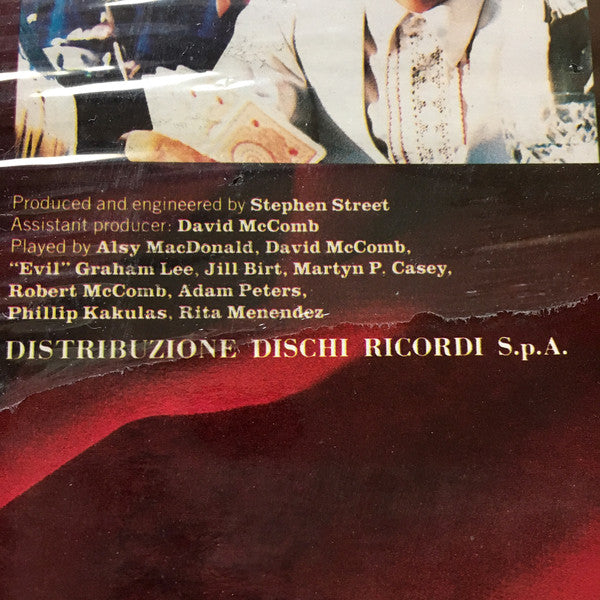 Produced and engineered by Stephen Street
Assistant producer: David McComb
Played by Alsy MacDonald, David McComb,
“Evil” Graham Lee, Jill Birt, Martyn P. Casey,
Robert McComb, Adam Peters,
Phillip Kakulas, Rita Menendez
DISTRIBUZIONE DISCHI RICORDI S.p.A.